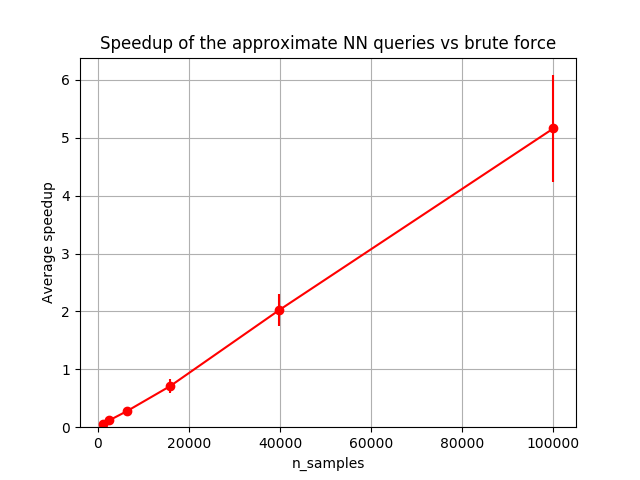 Speedup of the approximate NN queries vs brute force
6
5
4
3
2
1
0
Average speedup
0 20000 40000 60000 80000 100000
n_samples